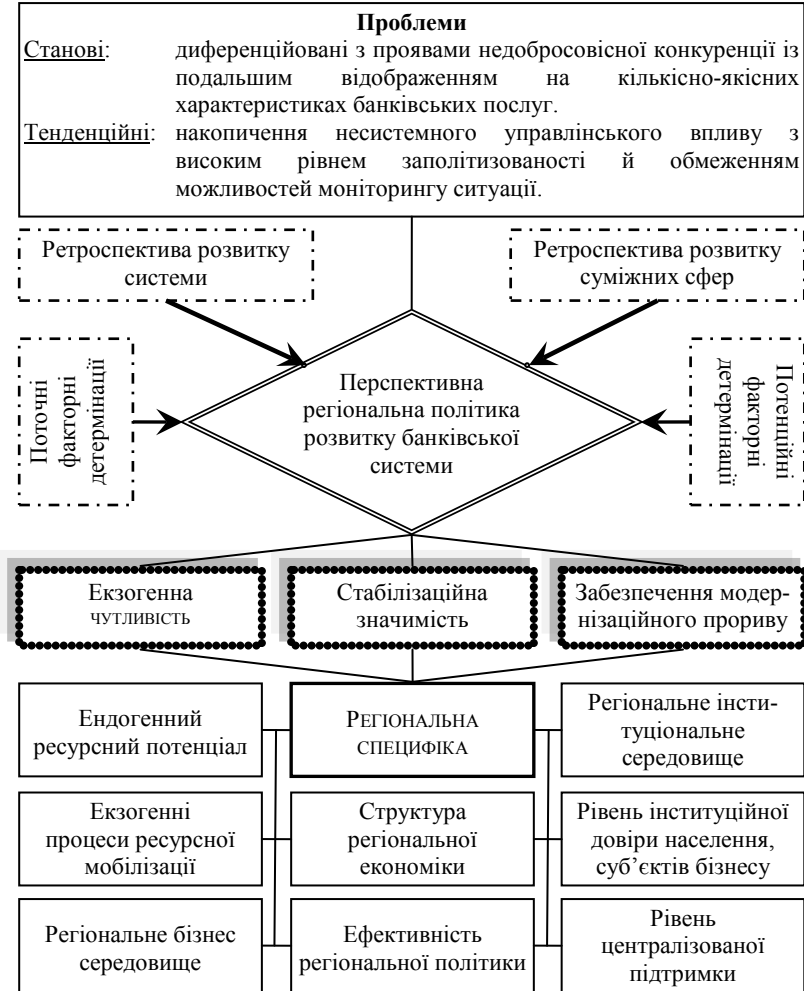 Проблеми
Станові: диференційовані з проявами недобросовісної конкуренції із
подальшим відображенням на кількісно-якісних
характеристиках банківських послуг.
Тенденційні: накопичення несистемного управлінського впливу з
високим рівнем заполітизованості й обмеженням
можливостей моніторингу ситуації.
Ретроспектива розвитку
системи
Ретроспектива розвитку
суміжних сфер
Поточні
факторні
детермінації
Перспективна
регіональна політика
розвитку банківської
системи
Потенційні
факторні
детермінації
Екзогенна
ЧУТЛИВІСТЬ
Стабілізаційна
значимість
Забезпечення модер-
нізаційного прориву
Ендогенний
ресурсний потенціал
РЕГІОНАЛЬНА
СПЕЦИФІКА
Регіональне інсти-
туціональне
середовище
Екзогенні
процеси ресурсної
мобілізації
Структура
регіональної
економіки
Рівень інституційної
довіри населення,
суб’єктів бізнесу
Регіональне бізнес
середовище
Ефективність
регіональної політики
Рівень
централізованої
підтримки